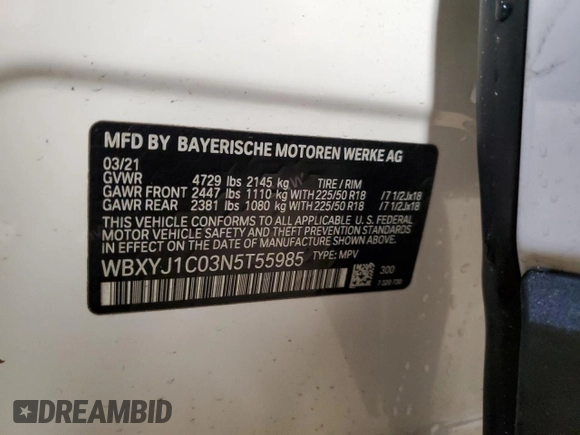 MFD BY BAYERISCHE MOTOREN WERKE AG
03/21
GVWR 4729 lbs 2145 kg TIRE / RIM
GAWR FRONT 2447 lbs 1110 kg WITH 225/50 R18 / 7 1/2Jx18
GAWR REAR 2381 lbs 1080 kg WITH 225/50 R18 / 7 1/2Jx18
THIS VEHICLE CONFORMS TO ALL APPLICABLE U. S. FEDERAL
MOTOR VEHICLE SAFETY AND THEFT PREVENTION STANDARDS
IN EFFECT ON THE DATE OF MANUFACTURE SHOWN ABOVE.
WBXYJ1C03N5T55985 TYPE: MPV
300
DREAMBID